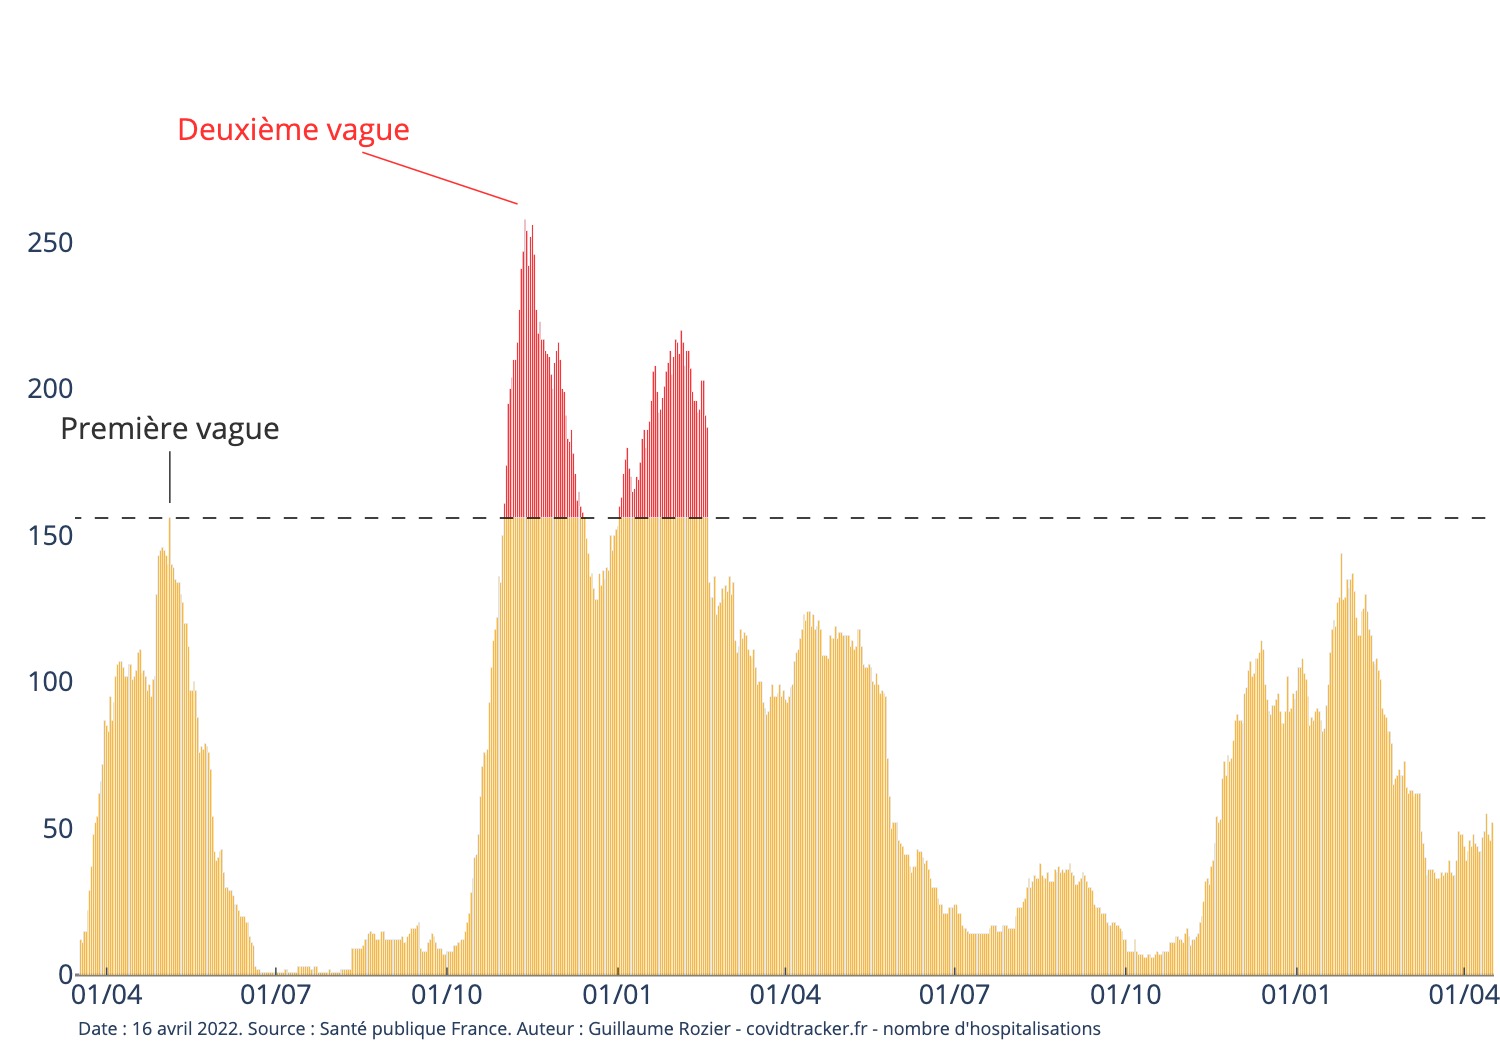 Deuxième vague
250
200
Première vague
150
100
50
0
01/04 01/07 01/10 01/01 01/04 01/07 01/10 01/01 01/04
Date : 16 avril 2022. Source : Santé publique France. Auteur : Guillaume Rozier - covidtracker.fr - nombre d'hospitalisations